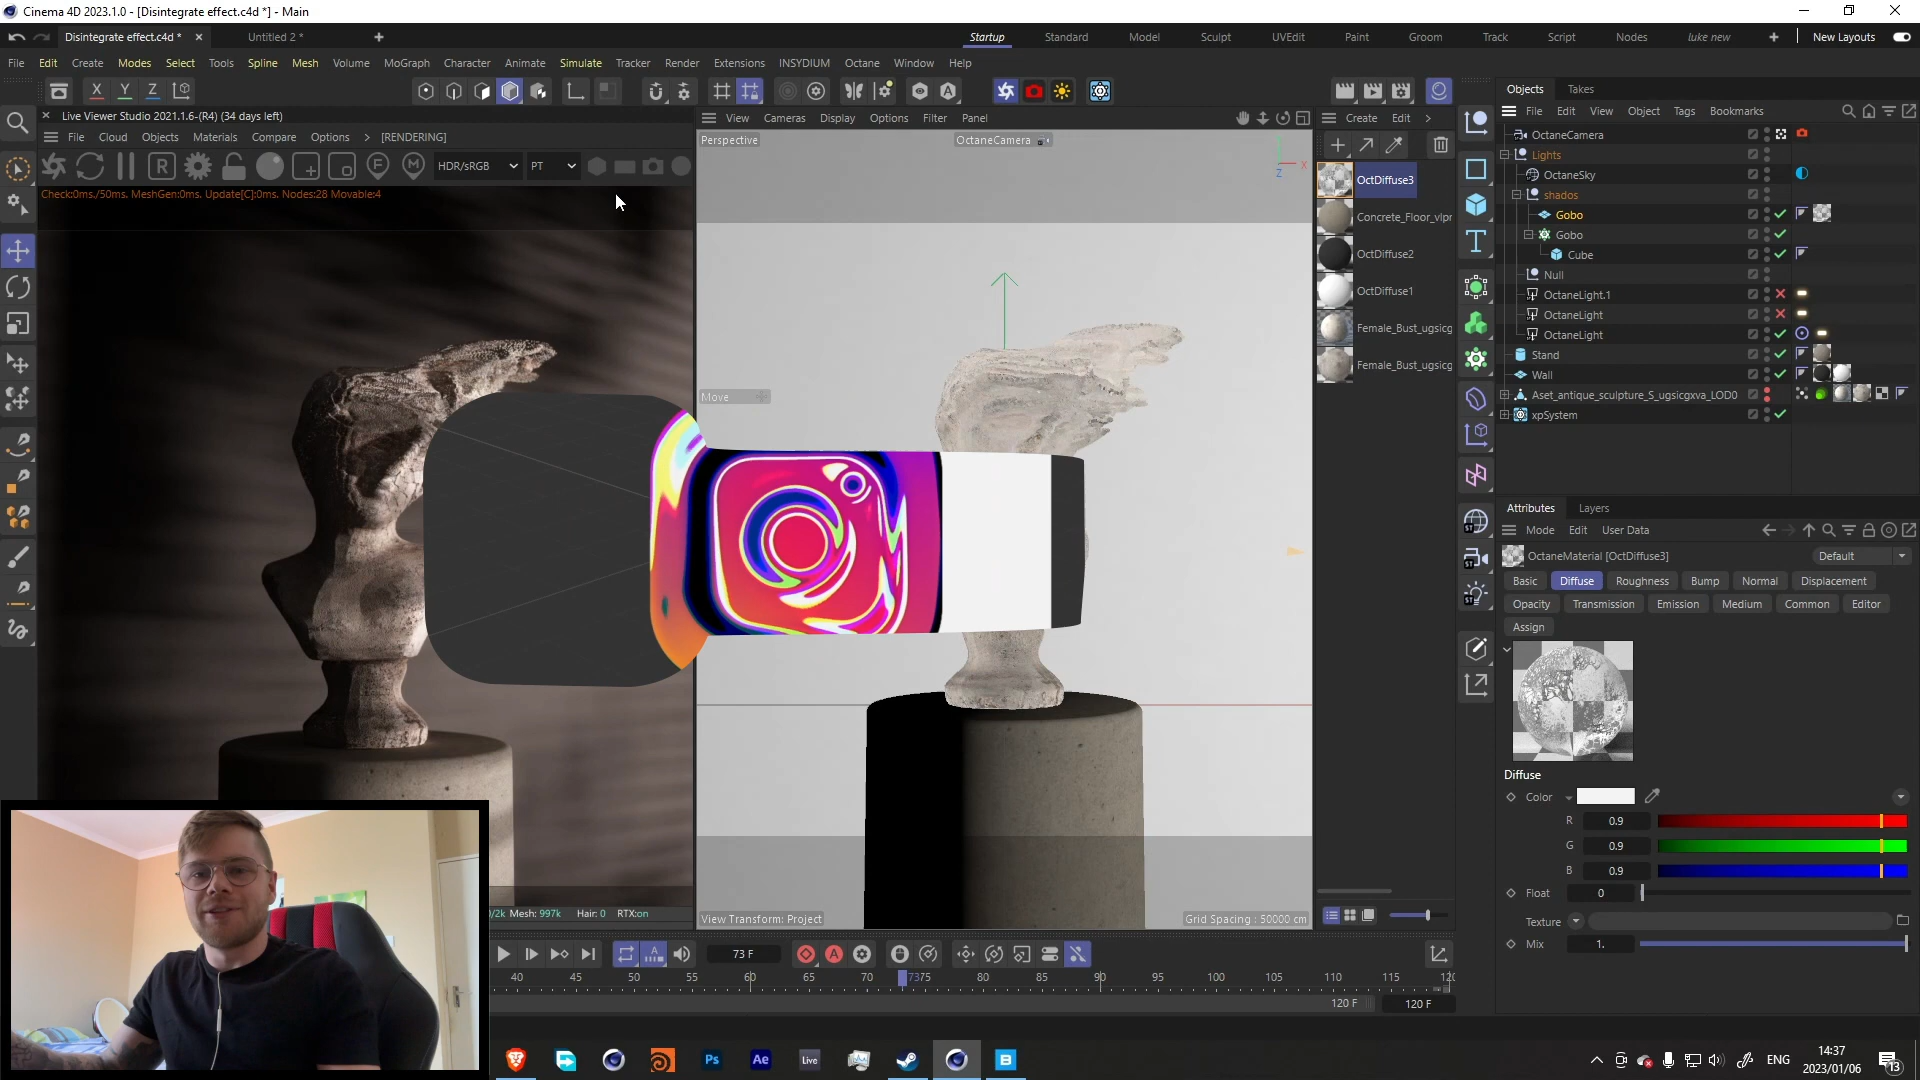 Cinema 4D 2023.1.0 - [Disintegrate effect.c4d *] - Main
Disintegrate effect.c4d * × Untitled 2 * + Startup Standard Model Sculpt UVEdit Paint Groom Track Script Nodes luke new + New Layouts
File Edit Create Modes Select Tools Spline Mesh Volume MoGraph Character Animate Simulate Tracker Render Extensions INSYDIUM Octane Window Help
X Y Z
Live Viewer Studio 2021.1.6-(R4) (34 days left)
File Cloud Objects Materials Compare Options > [RENDERING]
HDR/sRGB PT
Check:0ms./50ms. MeshGen:0ms. Update[C]:0ms. Nodes:28 Movable:4
View Cameras Display Options Filter Panel
Perspective OctaneCamera
Move
View Transform: Project Grid Spacing : 50000 cm
Create Edit >
OctDiffuse3
Concrete_Floor_vlpr
OctDiffuse2
OctDiffuse1
Female_Bust_ugsicg
Female_Bust_ugsicg
Objects Takes
File Edit View Object Tags Bookmarks
OctaneCamera
Lights
OctaneSky
shados
Gobo
Gobo
Cube
Null
OctaneLight.1
OctaneLight
OctaneLight
Stand
Wall
Aset_antique_sculpture_S_ugsicgxva_LOD0
xpSystem
Attributes Layers
Mode Edit User Data
OctaneMaterial [OctDiffuse3] Default
Basic Diffuse Roughness Bump Normal Displacement
Opacity Transmission Emission Medium Common Editor
Assign
Diffuse
Color
R 0.9
G 0.9
B 0.9
Float 0
Texture
Mix 1.
/2k Mesh: 997k Hair: 0 RTX:on
73 F
40 45 50 55 60 65 70 7375 80 85 90 95 100 105 110 115 120
120 F 120 F
Ps Ae Live B
ENG 14:37
2023/01/06
13